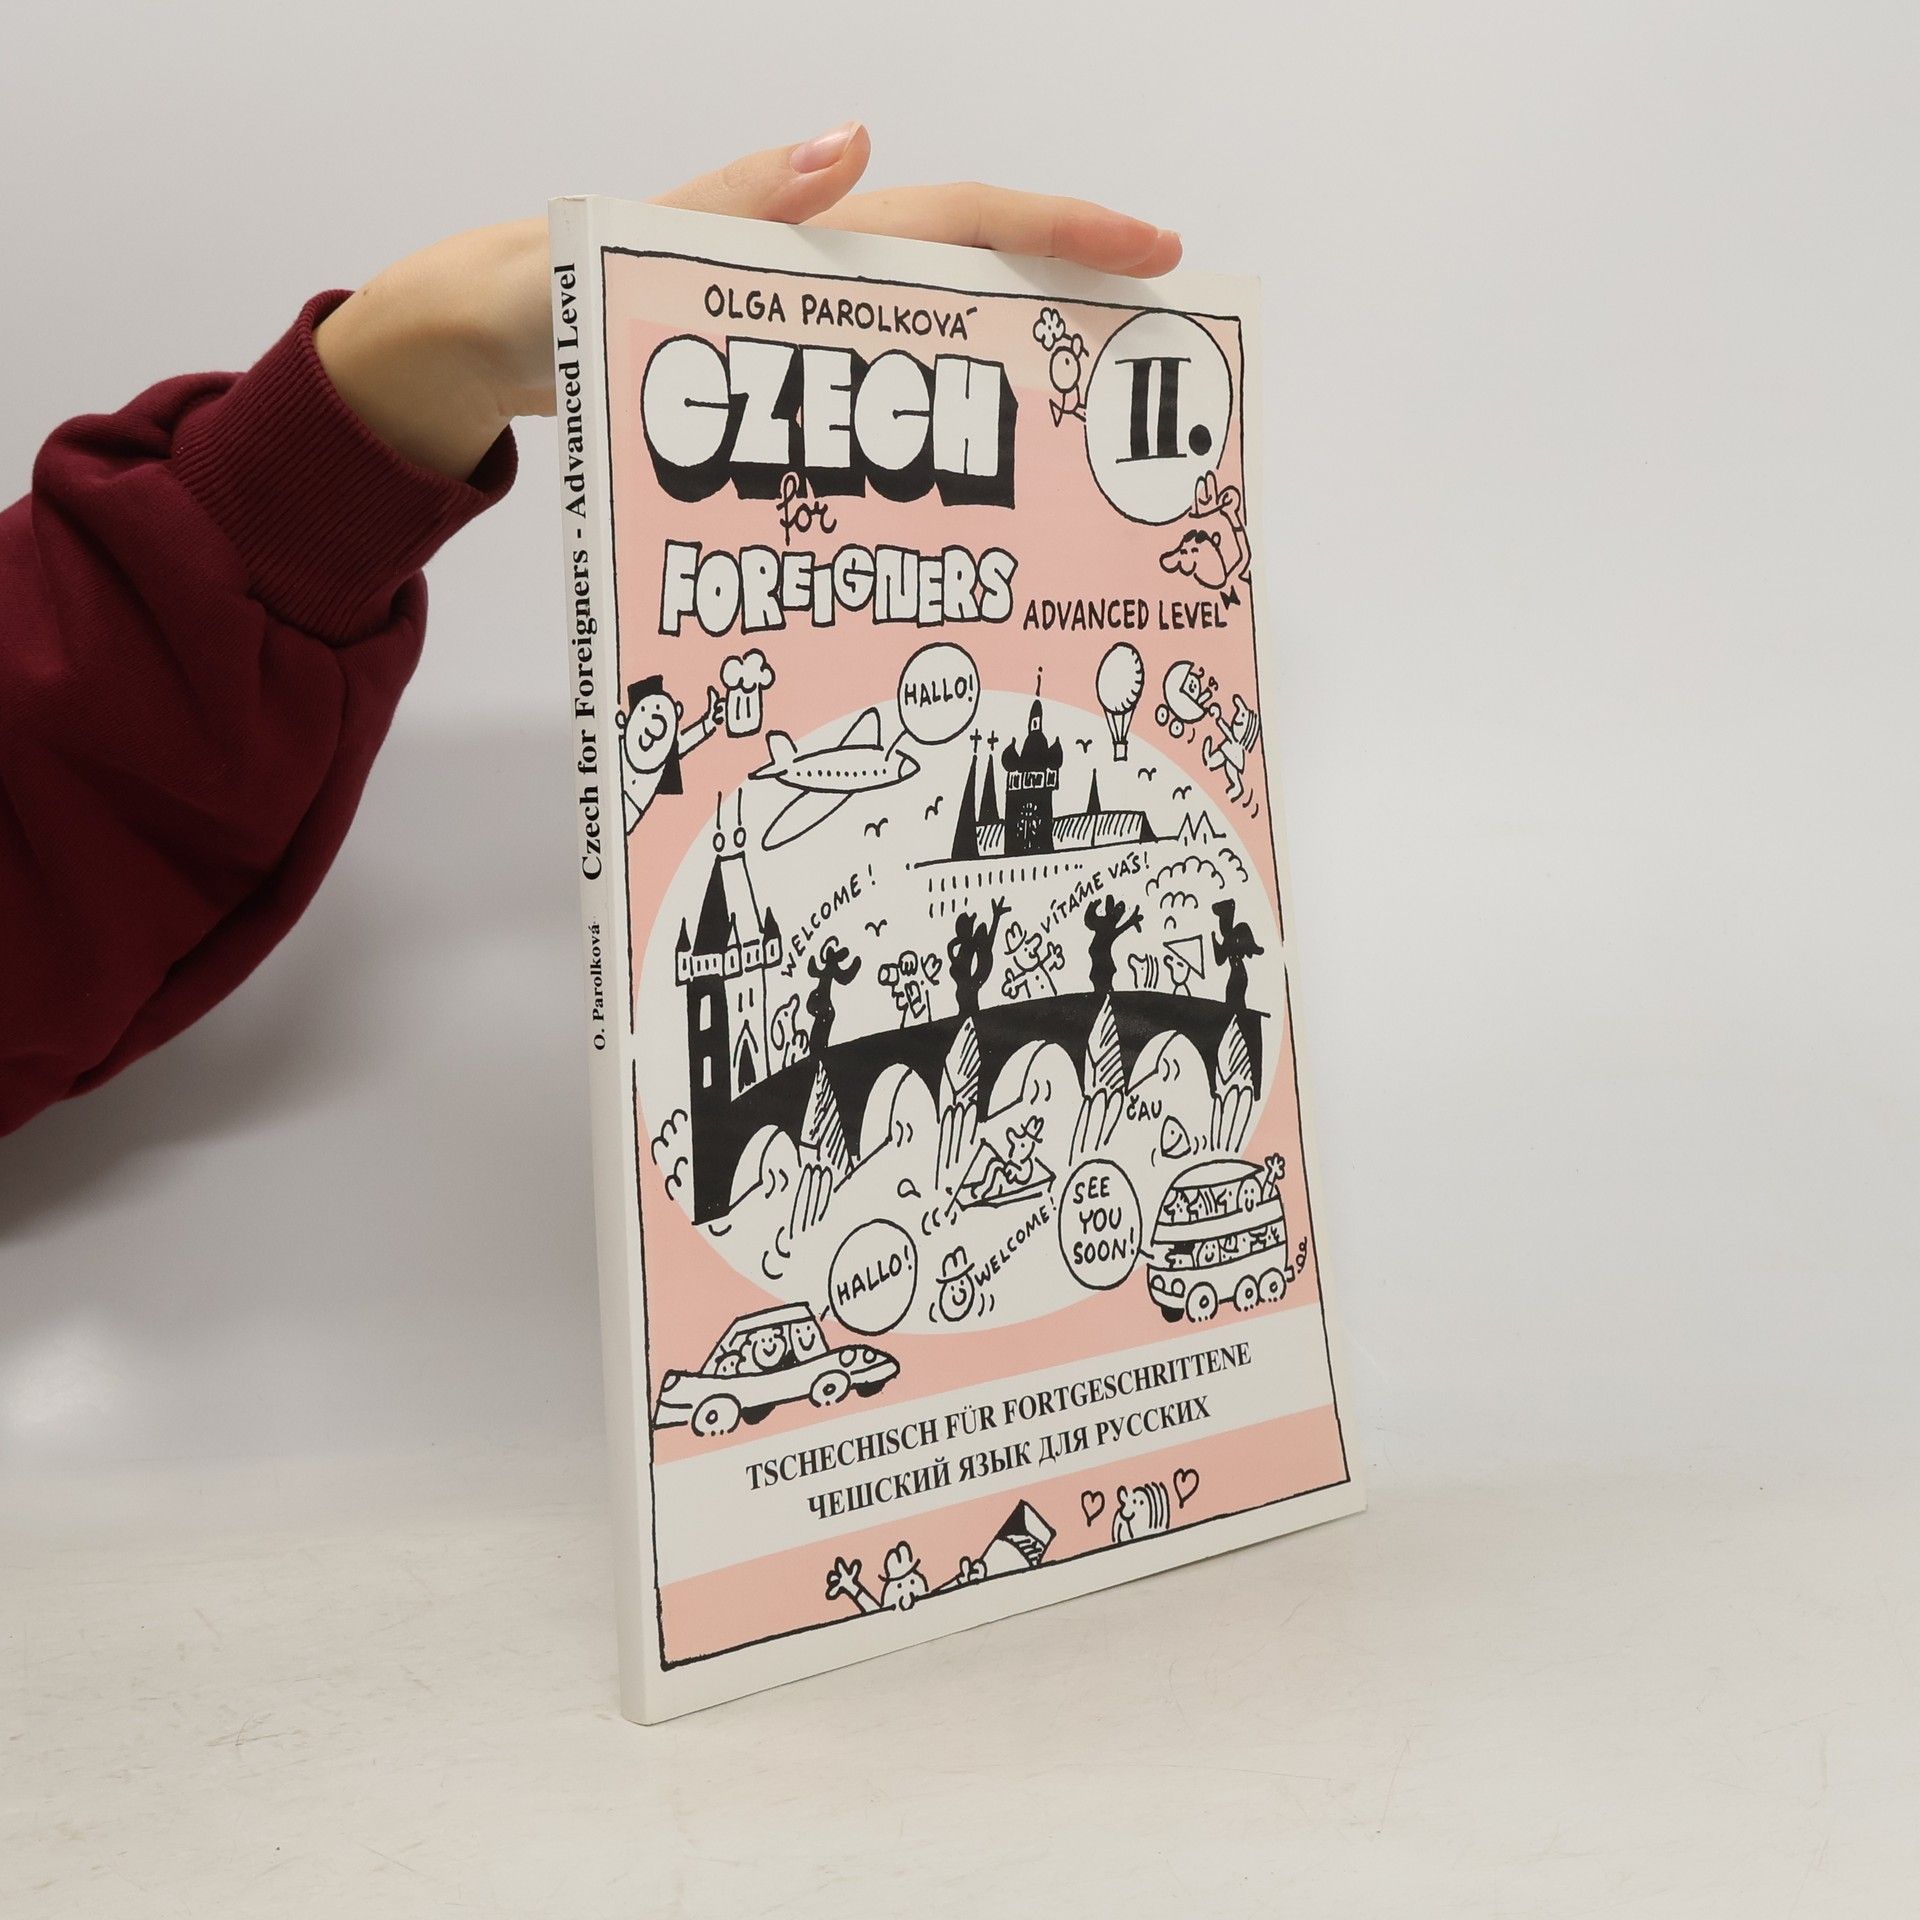 OLGA PAROLKOVÁ
CZECH
for
FOREIGNERS
ADVANCED LEVEL
II.
HALLO!
WELCOME!
VÍTÁME VÁS!
ČAU
WELCOME!
SEE
YOU
SOON!
HALLO!
TSCHECHISCH FÜR FORTGESCHRITTENE
ЧЕШСКИЙ ЯЗЫК ДЛЯ РУССКИХ
O. Parolková
Czech for Foreigners - Advanced Level